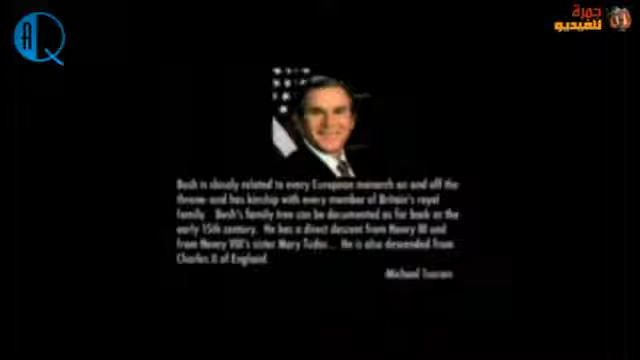 AQ
جمرة
للفيديو
Bush is closely related to every European monarch on and off the
throne and has kinship with every member of Britain's royal
family. Bush's family tree can be documented as far back as the
early 15th century. He has a direct descent from Henry III and
from Henry VIII's sister Mary Tudor... He is also descended from
Charles II of England.
-Michael